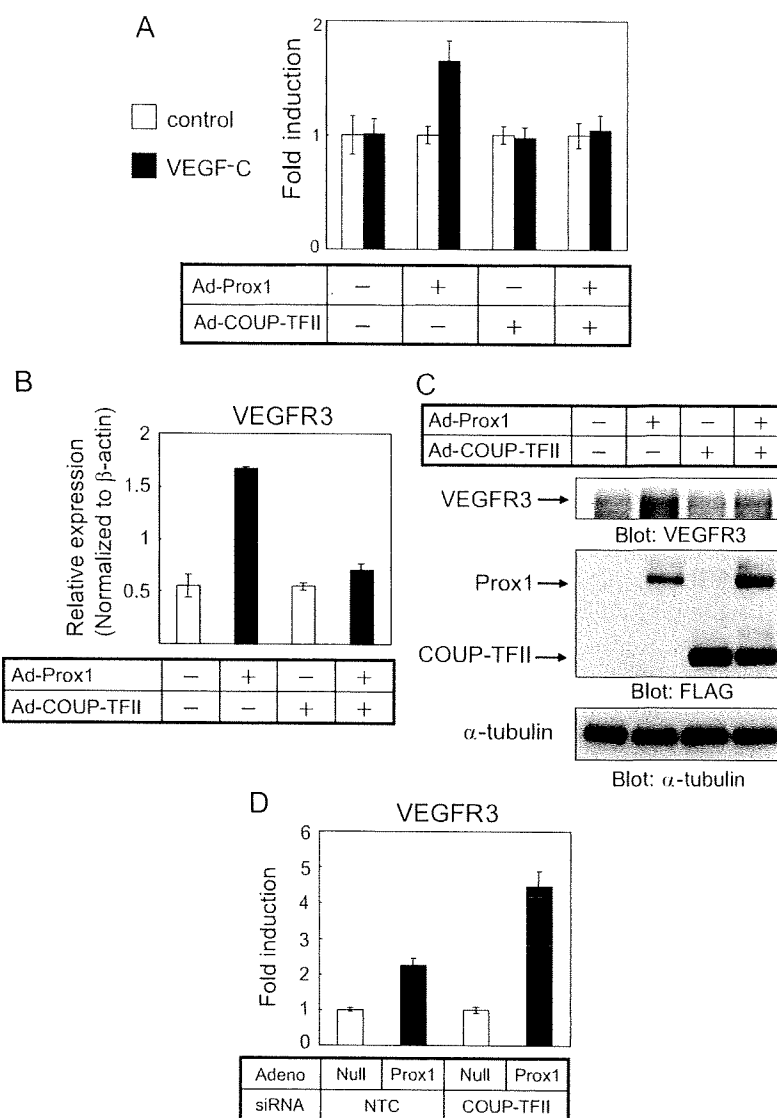 A
control
VEGF-C
Fold induction
2
1
0
Ad-Prox1 − + − +
Ad-COUP-TFII − − + +
B
VEGFR3
Relative expression
(Normalized to β-actin)
2
1.5
1
0.5
Ad-Prox1 − + − +
Ad-COUP-TFII − − + +
C
Ad-Prox1 − + − +
Ad-COUP-TFII − − + +
VEGFR3
Blot: VEGFR3
Prox1
COUP-TFII
Blot: FLAG
α-tubulin
Blot: α-tubulin
D
VEGFR3
Fold induction
6
5
4
3
2
1
0
Adeno Null Prox1 Null Prox1
siRNA NTC COUP-TFII